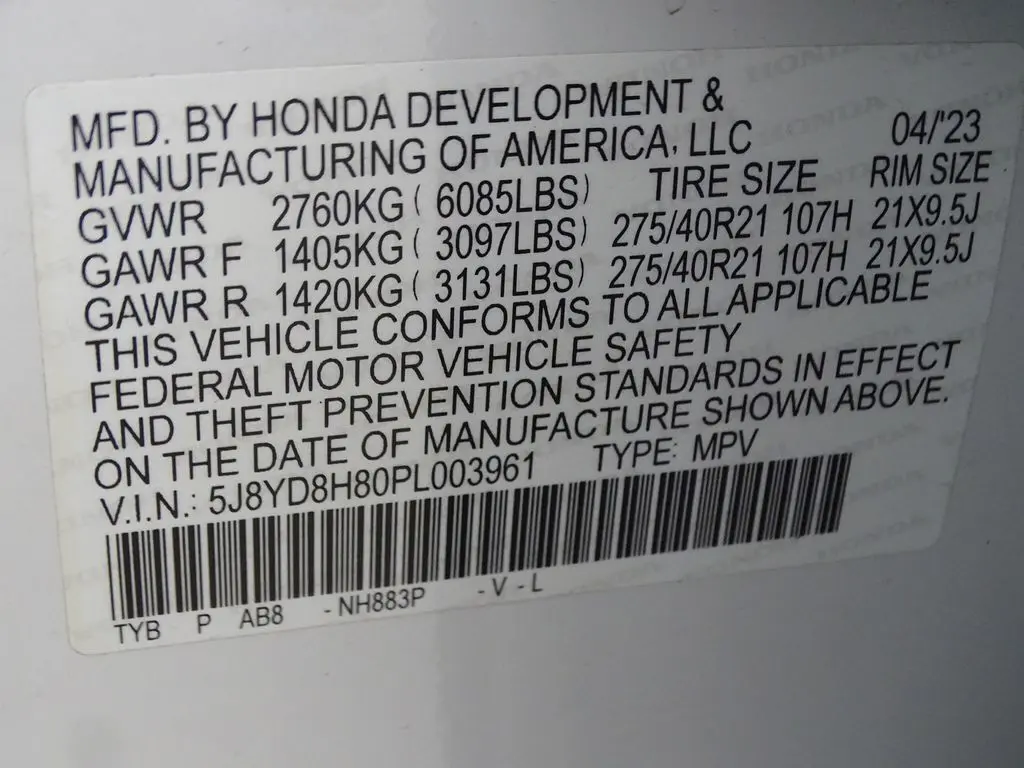 MFD. BY HONDA DEVELOPMENT &
MANUFACTURING OF AMERICA, LLC 04/'23
GVWR 2760KG ( 6085LBS) TIRE SIZE RIM SIZE
GAWR F 1405KG ( 3097LBS) 275/40R21 107H 21X9.5J
GAWR R 1420KG ( 3131LBS) 275/40R21 107H 21X9.5J
THIS VEHICLE CONFORMS TO ALL APPLICABLE
FEDERAL MOTOR VEHICLE SAFETY
AND THEFT PREVENTION STANDARDS IN EFFECT
ON THE DATE OF MANUFACTURE SHOWN ABOVE.
V.I.N.: 5J8YD8H80PL003961 TYPE: MPV
TYB P AB8 -NH883P -V-L